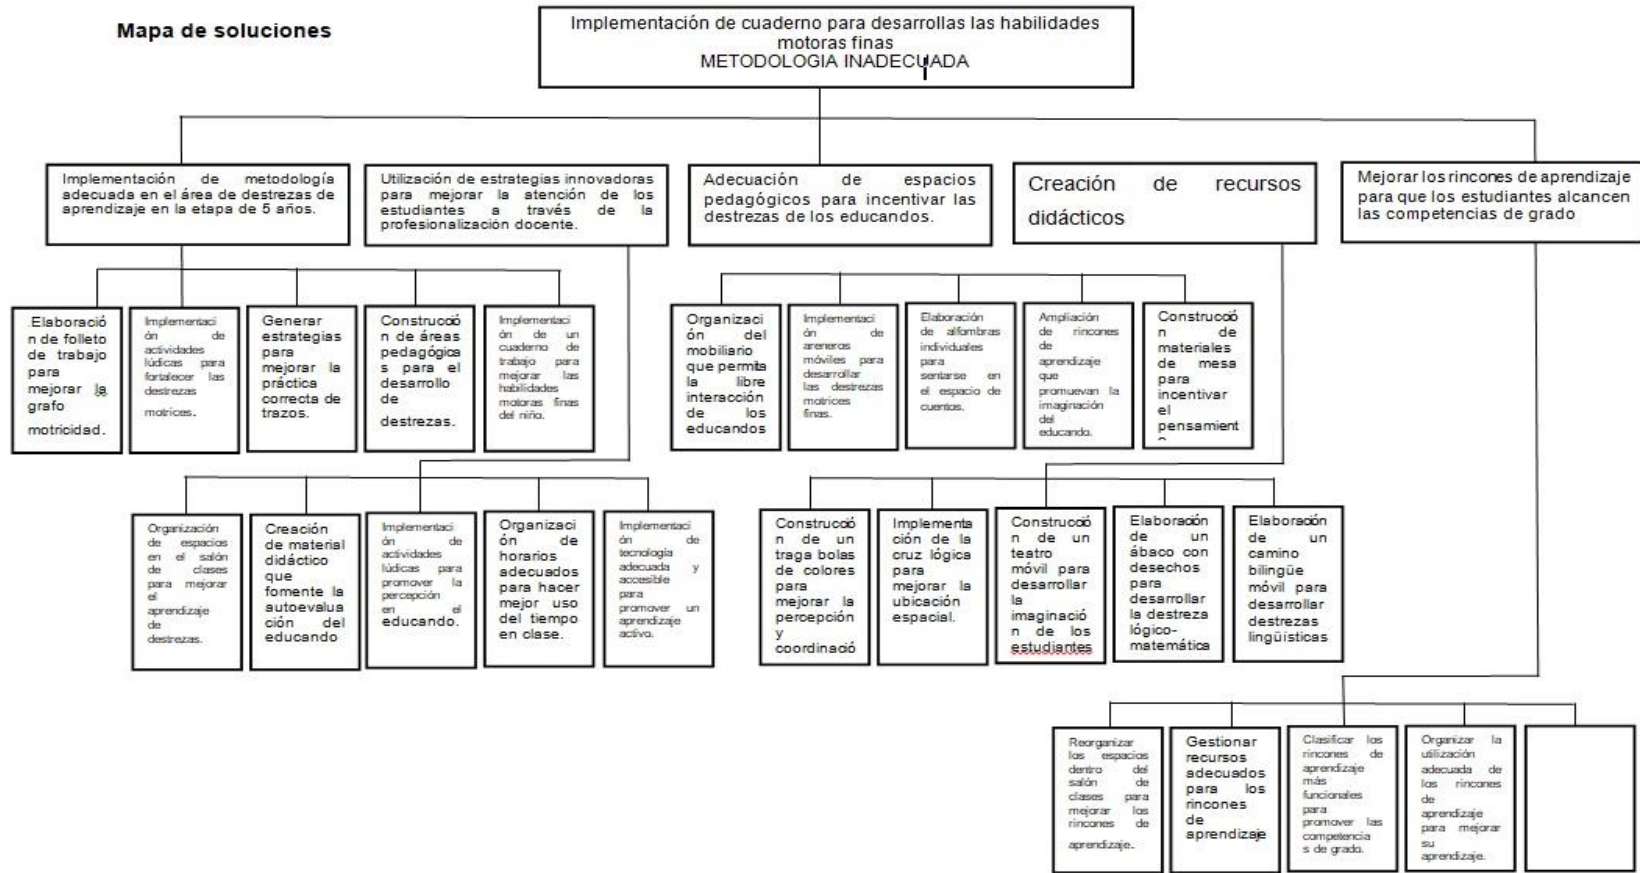 Mapa de soluciones
Implementación de cuaderno para desarrollas las habilidades
motoras finas
METODOLOGIA INADECUADA
Implementación de metodología
adecuada en el área de destrezas de
aprendizaje en la etapa de 5 años.
Utilización de estrategias innovadoras
para mejorar la atención de los
estudiantes a través de la
profesionalización docente.
Adecuación de espacios
pedagógicos para incentivar las
destrezas de los educandos.
Creación de recursos
didácticos
Mejorar los rincones de aprendizaje
para que los estudiantes alcancen
las competencias de grado
Elaboració
n de folleto
de trabajo
para
mejorar la
grafo
motricidad.
Implementaci
ón de
actividades
lúdicas para
fortalecer las
destrezas
motrices.
Generar
estrategias
para
mejorar la
práctica
correcta de
trazos.
Construcció
n de áreas
pedagógica
s para el
desarrollo
de
destrezas.
Implementaci
ón de un
cuaderno de
trabajo para
mejorar las
habilidades
motoras finas
del niño.
Organizaci
ón del
mobiliario
que permita
la libre
interacción
de los
educandos
Implementaci
ón de
areneros
móviles para
desarrollar
las destrezas
motrices
finas.
Elaboración
de alfombras
individuales
para
sentarse en
el espacio de
cuentos.
Ampliación
de rincones
de
aprendizaje
que
promuevan la
imaginación
del
educando.
Construcció
n de
materiales
de mesa
para
incentivar
el
pensamient
Organización
de espacios
en el salón
de clases
para mejorar
el
aprendizaje
de
destrezas.
Creación
de material
didáctico
que
fomente la
autoevalua
ción del
educando
Implementaci
ón de
actividades
lúdicas para
promover la
percepción
en el
educando.
Organizaci
ón de
horarios
adecuados
para hacer
mejor uso
del tiempo
en clase.
Implementaci
ón de
tecnología
adecuada y
accesible
para
promover un
aprendizaje
activo.
Construcció
n de un
traga bolas
de colores
para
mejorar la
percepción
y
coordinació
Implementa
ción de la
cruz lógica
para
mejorar la
ubicación
espacial.
Construcció
n de un
teatro
móvil para
desarrollar
la
imaginació
n de los
estudiantes
Elaboración
de un
ábaco con
desechos
para
desarrollar
la destreza
lógico-
matemática
Elaboración
de un
camino
bilingüe
móvil para
desarrollar
destrezas
lingüísticas
Reorganizar
los espacios
dentro del
salón de
clases para
mejorar los
rincones de
aprendizaje.
Gestionar
recursos
adecuados
para los
rincones
de
aprendizaje
Clasificar los
rincones de
aprendizaje
más
funcionales
para
promover las
competencia
s de grado.
Organizar la
utilización
adecuada de
los rincones
de
aprendizaje
para mejorar
su
aprendizaje.